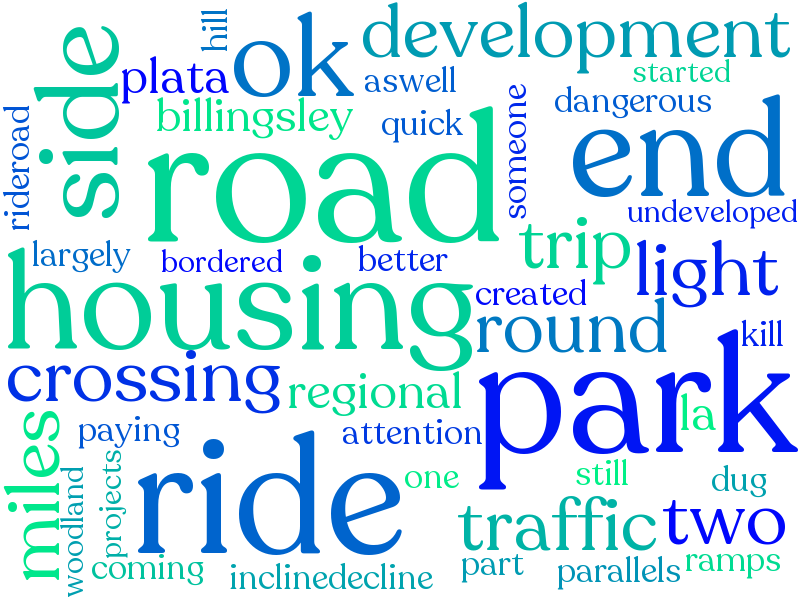 hill
development
side
ok
plata
aswell
started
billingsley
quick
someone
dangerous
rideroad
road
end
undeveloped
largely
bordered
better
trip
light
housing
created
round
kill
crossing
regional
park
la
miles
paying
attention
woodland
projects
ride
one
still
dug
traffic
two
coming
inclinedecline
part
parallels
ramps